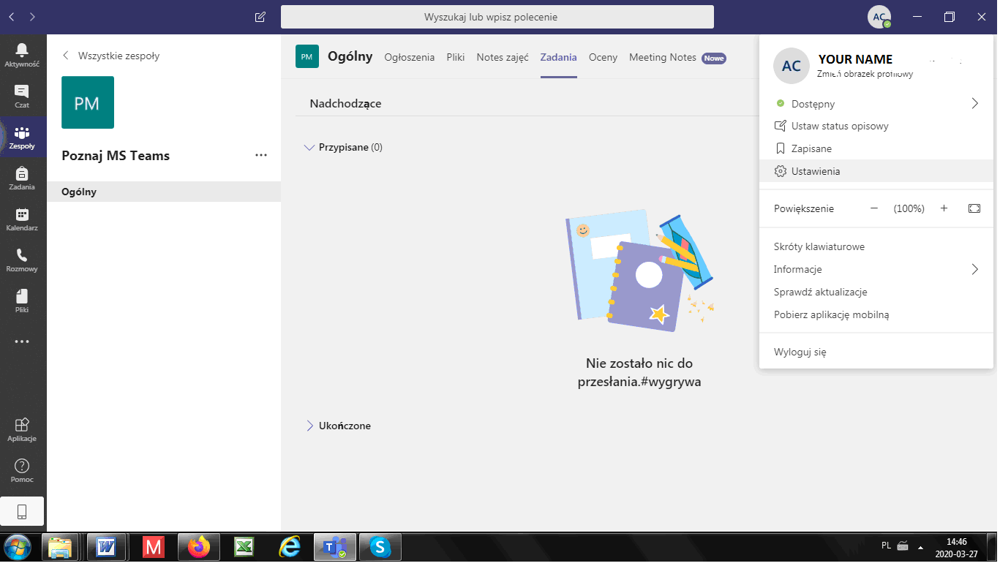 Wyszukaj lub wpisz polecenie
AC
Aktywność
Czat
Zespoły
Zadania
Kalendarz
Rozmowy
Pliki
Aplikacje
Pomoc
Wszystkie zespoły
PM
Poznaj MS Teams
Ogólny
PM Ogólny Ogłoszenia Pliki Notes zajęć Zadania Oceny Meeting Notes Nowe
Nadchodzące
Przypisane (0)
Nie zostało nic do
przesłania.#wygrywa
Ukończone
AC YOUR NAME
Zmień obrazek profilowy
Dostępny
Ustaw status opisowy
Zapisane
Ustawienia
Powiększenie − (100%) +
Skróty klawiaturowe
Informacje
Sprawdź aktualizacje
Pobierz aplikację mobilną
Wyloguj się
PL
14:46
2020-03-27